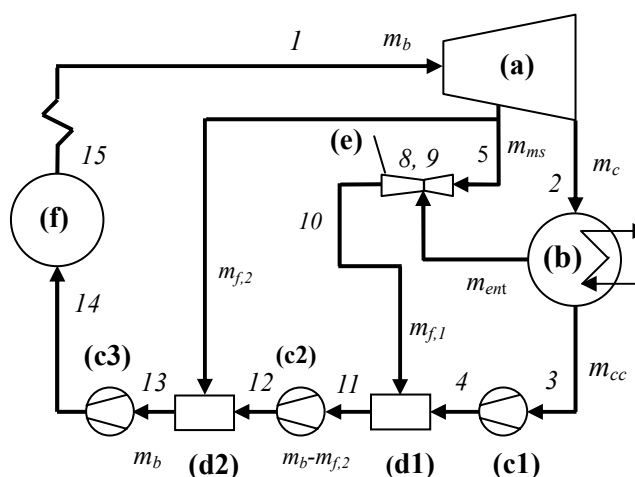 1
m_b
(a)
(e)
8, 9
5
m_ms
15
2
m_c
(f)
10
(b)
m_f,2
m_ent
14
m_f,1
(c3)
(c2)
m_cc
13
12
11
4
3
m_b
(d2)
m_b-m_f,2
(d1)
(c1)